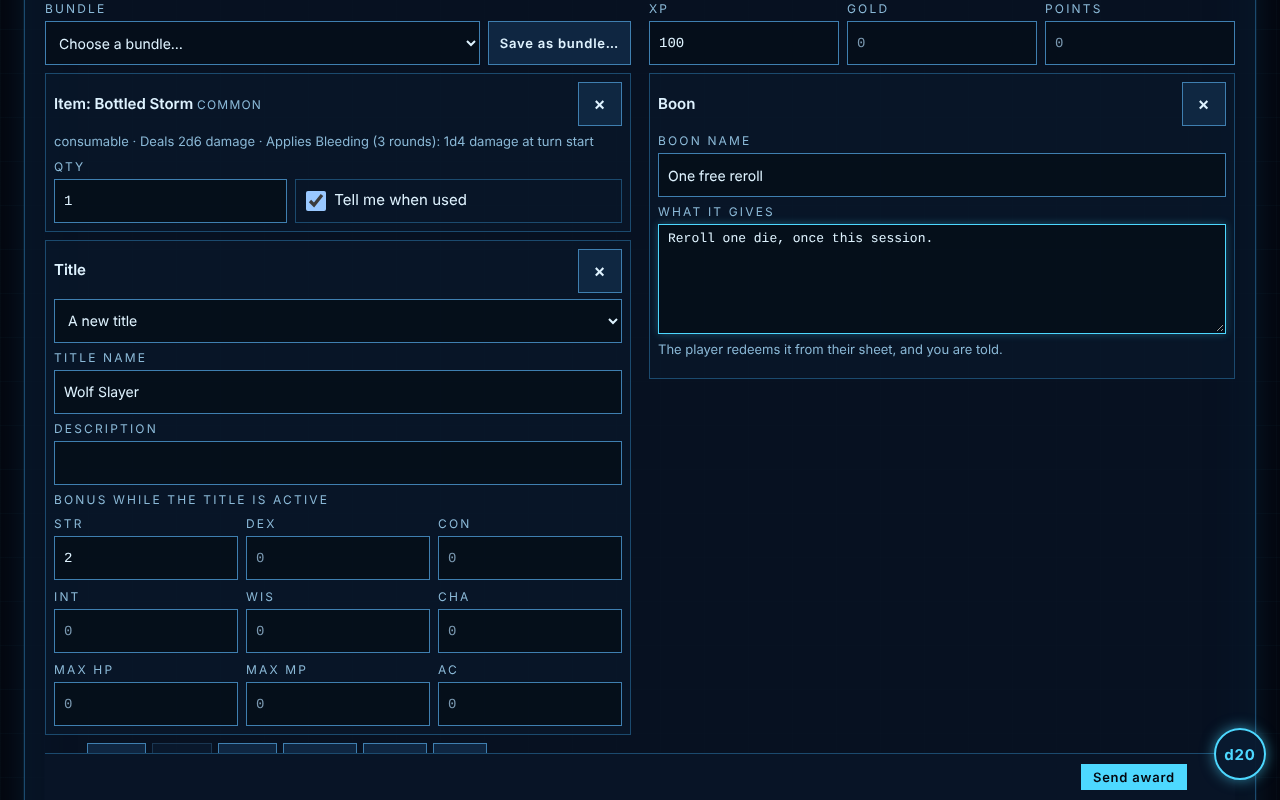 BUNDLE
Choose a bundle...
Save as bundle...
XP
GOLD
POINTS
100
0
0
Item: Bottled Storm COMMON
×
consumable · Deals 2d6 damage · Applies Bleeding (3 rounds): 1d4 damage at turn start
QTY
1
Tell me when used
Title
×
A new title
TITLE NAME
Wolf Slayer
DESCRIPTION
BONUS WHILE THE TITLE IS ACTIVE
STR
DEX
CON
2
0
0
INT
WIS
CHA
0
0
0
MAX HP
MAX MP
AC
0
0
0
Boon
×
BOON NAME
One free reroll
WHAT IT GIVES
Reroll one die, once this session.
The player redeems it from their sheet, and you are told.
Send award
d20